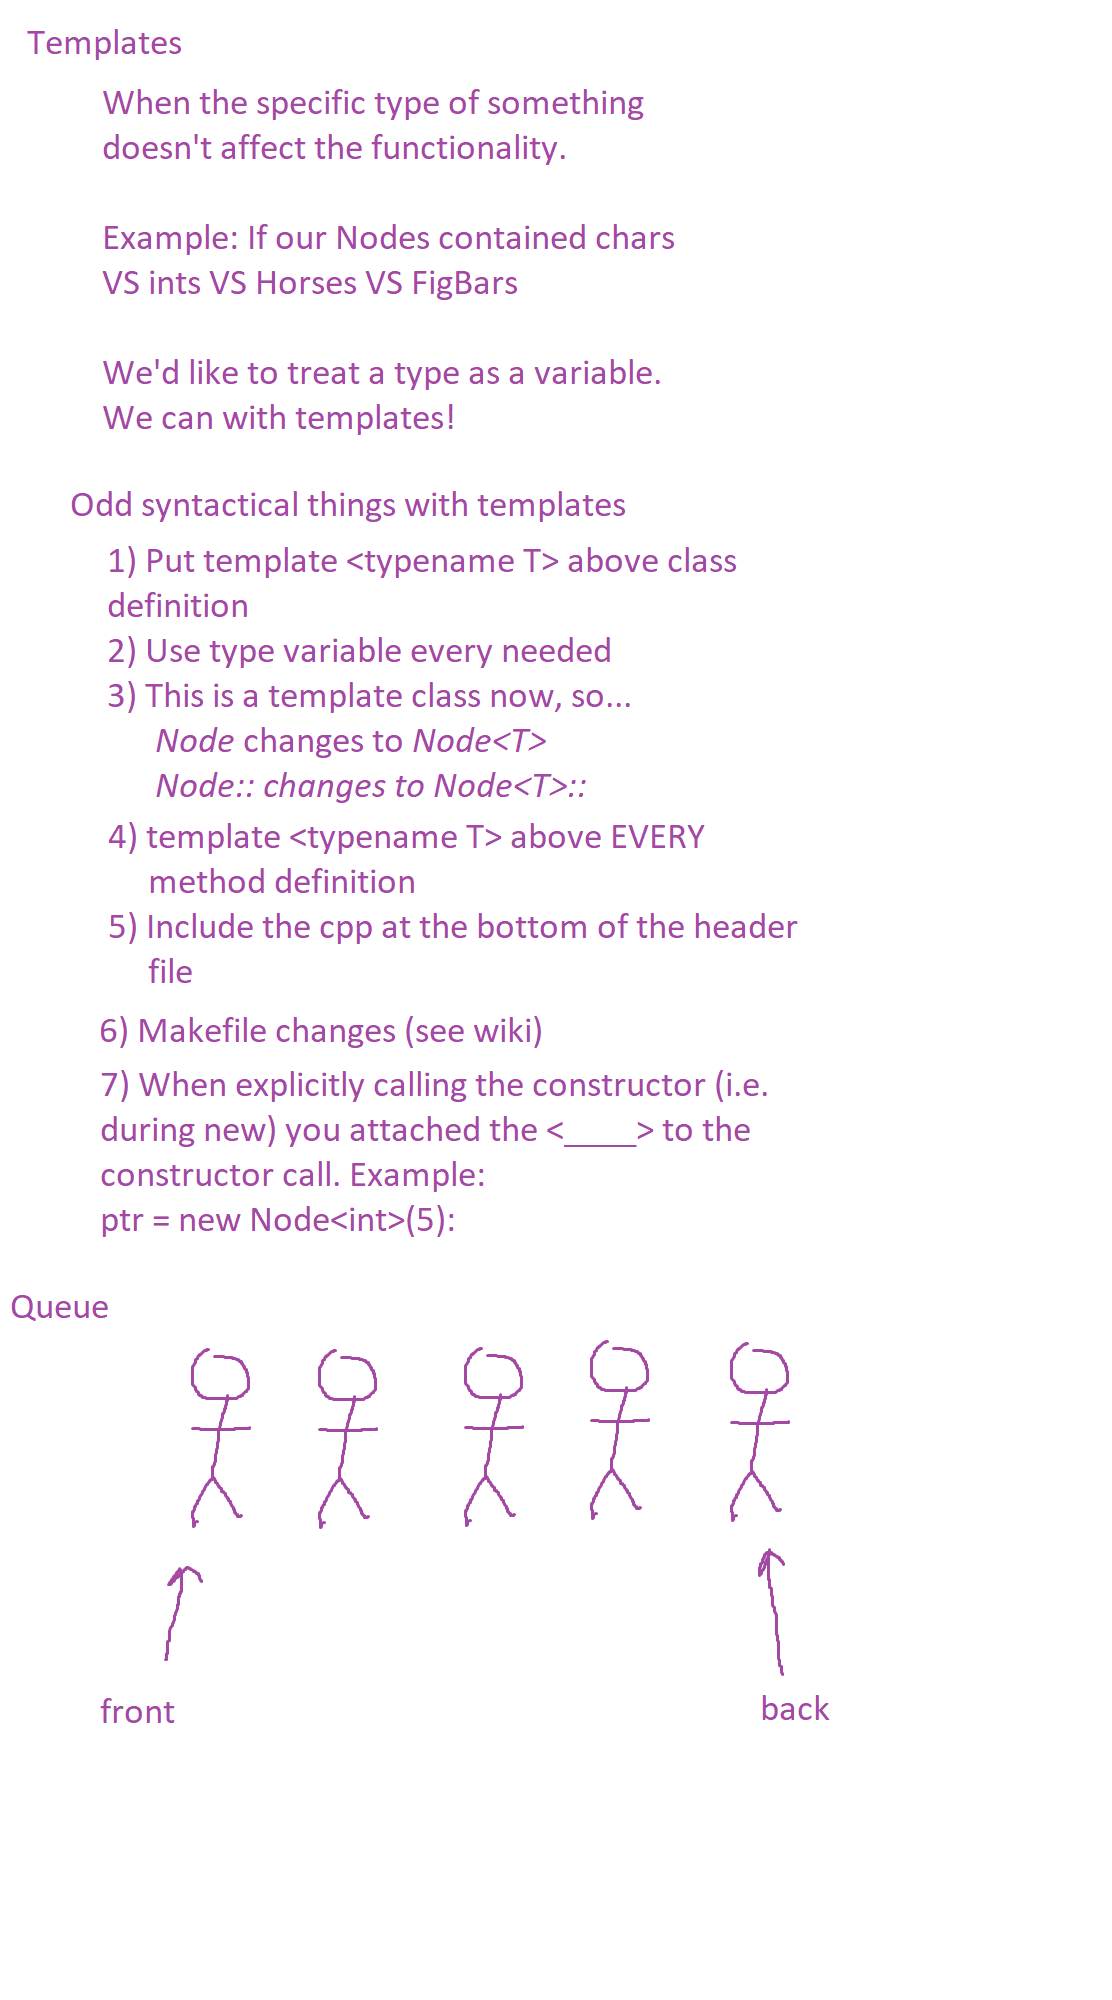 Templates
When the specific type of something
doesn't affect the functionality.
Example: If our Nodes contained chars
VS ints VS Horses VS FigBars
We'd like to treat a type as a variable.
We can with templates!
Odd syntactical things with templates
1) Put template <typename T> above class
definition
2) Use type variable every needed
3) This is a template class now, so...
Node changes to Node<T>
Node:: changes to Node<T>::
4) template <typename T> above EVERY
method definition
5) Include the cpp at the bottom of the header
file
6) Makefile changes (see wiki)
7) When explicitly calling the constructor (i.e.
during new) you attached the <____> to the
constructor call. Example:
ptr = new Node<int>(5):
Queue
front
back